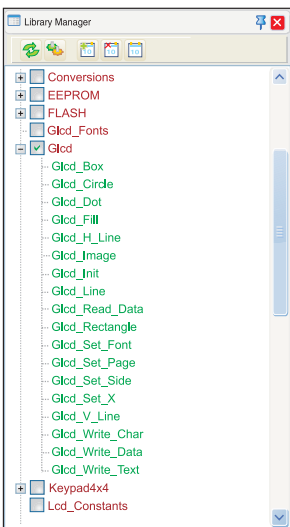 Library Manager
Conversions
EEPROM
FLASH
Glcd_Fonts
Glcd
Glcd_Box
Glcd_Circle
Glcd_Dot
Glcd_Fill
Glcd_H_Line
Glcd_Image
Glcd_Init
Glcd_Line
Glcd_Read_Data
Glcd_Rectangle
Glcd_Set_Font
Glcd_Set_Page
Glcd_Set_Side
Glcd_Set_X
Glcd_V_Line
Glcd_Write_Char
Glcd_Write_Data
Glcd_Write_Text
Keypad4x4
Lcd_Constants